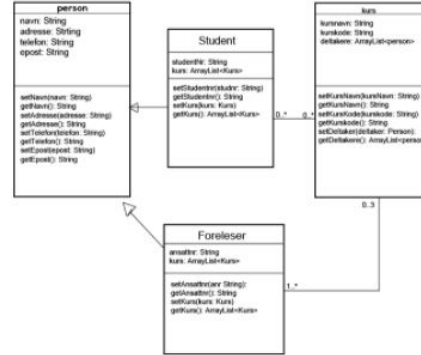 person
navn: String
adresse: Strting
telefon: String
epost: String
setNavn(navn: String)
getNavn(): String
setAdresse(adresse: String)
getAdresse(): String
setTelefon(telefon: String)
getTelefon(): String
setEpost(epost: String)
getEpost(): String
Student
studentNr: String
kurs: ArrayList<Kurs>
setStudentnr(studnr: String)
getStudentnr(): String
setKurs(kurs: Kurs)
getKurs(): ArrayList<Kurs>
0..*
0..*
kurs
kursnavn: String
kurskode: String
deltakere: ArrayList<person>
setKursNavn(kursNavn: String)
getKursNavn(): String
setKursKode(kurskode: String)
getKurskode(): String
setDeltaker(deltaker: Person):
getDeltakere(): ArrayList<person
0..3
1..*
Foreleser
ansattnr: String
kurs: ArrayList<Kurs>
setAnsattnr(anr String):
getAnsattnr(): String
setKurs(kurs: Kurs)
getKurs(): ArrayList<Kurs>